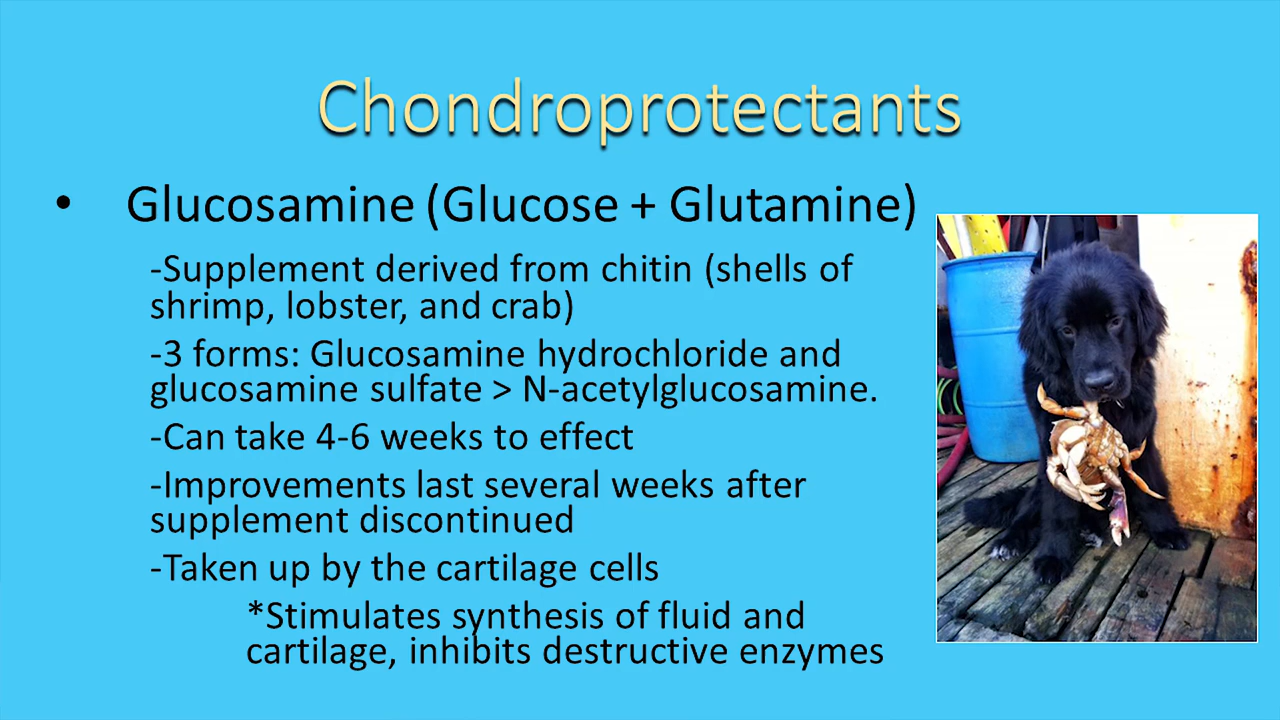 Chondroprotectants
• Glucosamine (Glucose + Glutamine)
-Supplement derived from chitin (shells of
shrimp, lobster, and crab)
-3 forms: Glucosamine hydrochloride and
glucosamine sulfate > N-acetylglucosamine.
-Can take 4-6 weeks to effect
-Improvements last several weeks after
supplement discontinued
-Taken up by the cartilage cells
*Stimulates synthesis of fluid and
cartilage, inhibits destructive enzymes